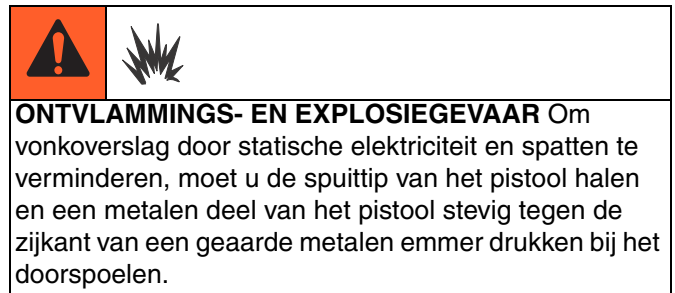 ONTVLAMMINGS- EN EXPLOSIEGEVAAR Om
vonkoverslag door statische elektriciteit en spatten te
verminderen, moet u de spuittip van het pistool halen
en een metalen deel van het pistool stevig tegen de
zijkant van een geaarde metalen emmer drukken bij het
doorspoelen.